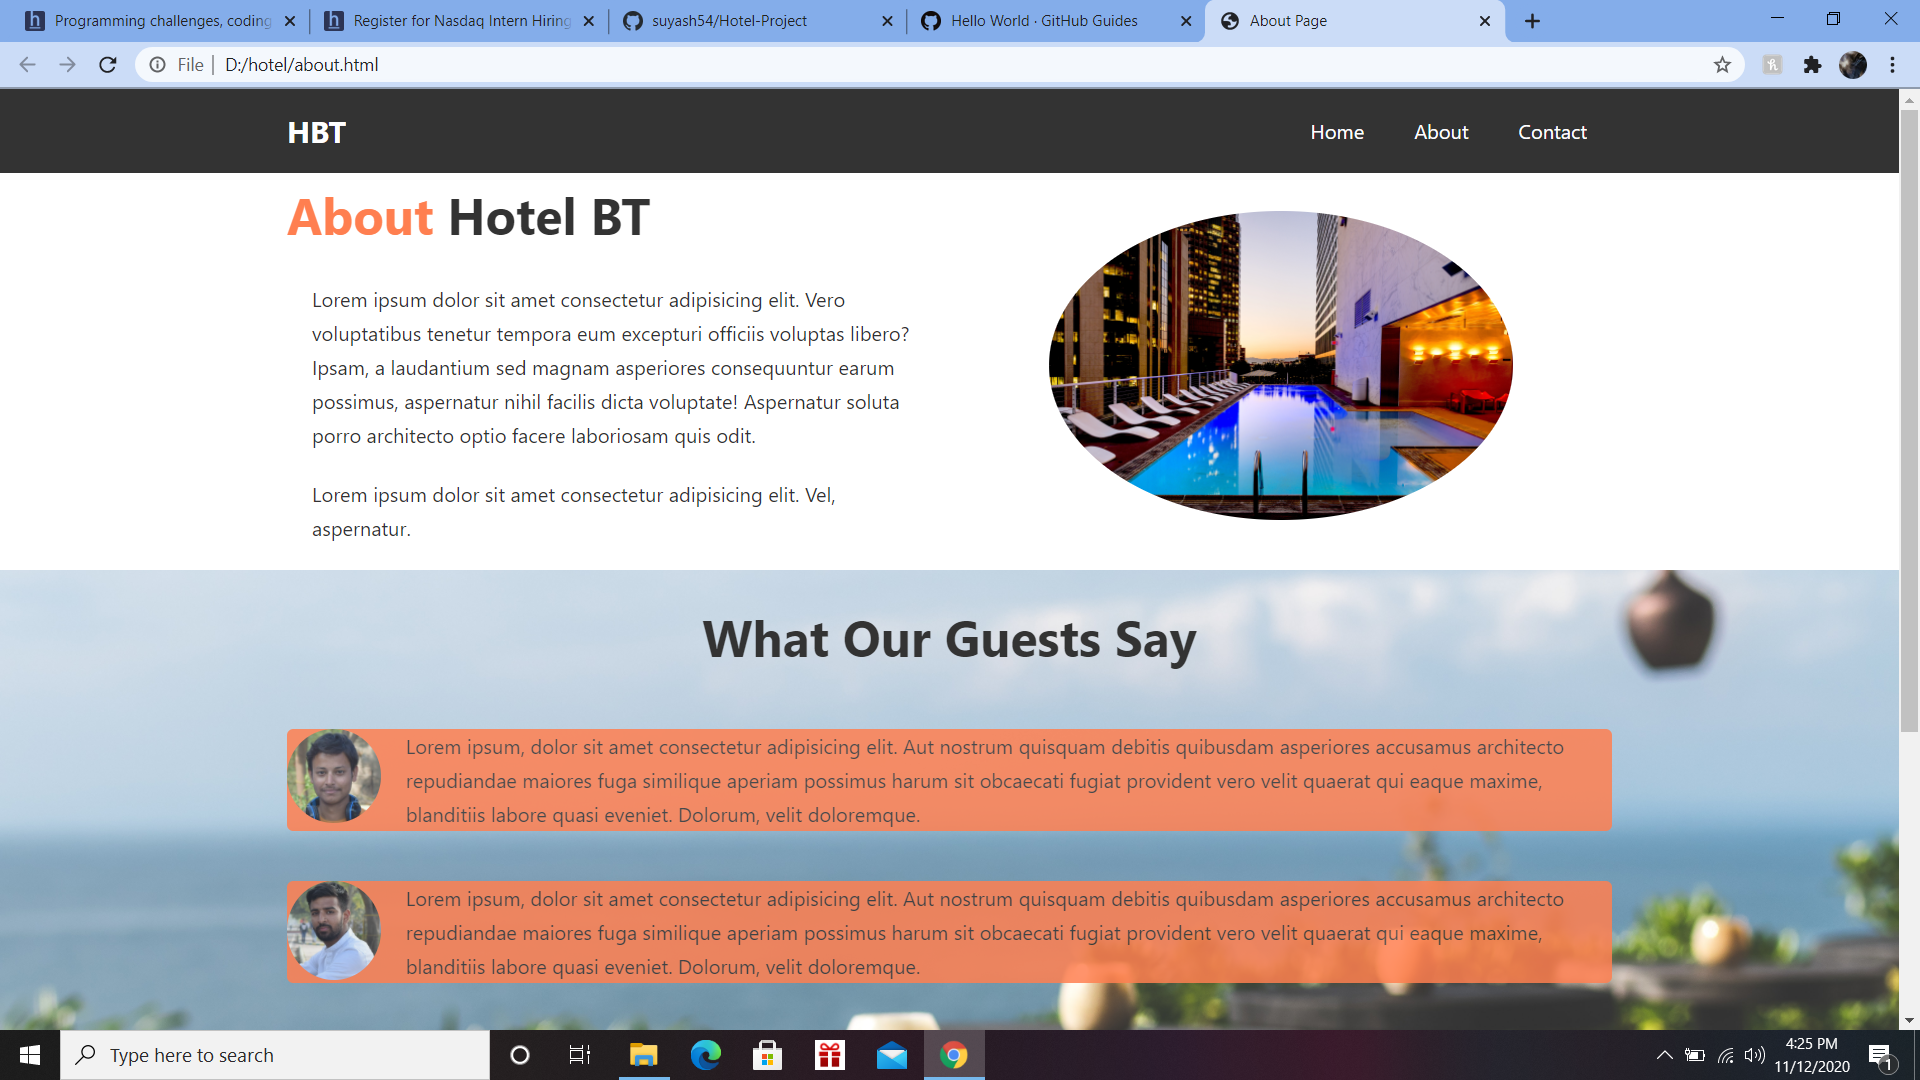 Programming challenges, coding
Register for Nasdaq Intern Hiring
suyash54/Hotel-Project
Hello World · GitHub Guides
About Page
File
D:/hotel/about.html
HBT
Home
About
Contact
About Hotel BT
Lorem ipsum dolor sit amet consectetur adipisicing elit. Vero
voluptatibus tenetur tempora eum excepturi officiis voluptas libero?
Ipsam, a laudantium sed magnam asperiores consequuntur earum
possimus, aspernatur nihil facilis dicta voluptate! Aspernatur soluta
porro architecto optio facere laboriosam quis odit.
Lorem ipsum dolor sit amet consectetur adipisicing elit. Vel,
aspernatur.
What Our Guests Say
Lorem ipsum, dolor sit amet consectetur adipisicing elit. Aut nostrum quisquam debitis quibusdam asperiores accusamus architecto
repudiandae maiores fuga similique aperiam possimus harum sit obcaecati fugiat provident vero velit quaerat qui eaque maxime,
blanditiis labore quasi eveniet. Dolorum, velit doloremque.
Lorem ipsum, dolor sit amet consectetur adipisicing elit. Aut nostrum quisquam debitis quibusdam asperiores accusamus architecto
repudiandae maiores fuga similique aperiam possimus harum sit obcaecati fugiat provident vero velit quaerat qui eaque maxime,
blanditiis labore quasi eveniet. Dolorum, velit doloremque.
Type here to search
4:25 PM
11/12/2020
1